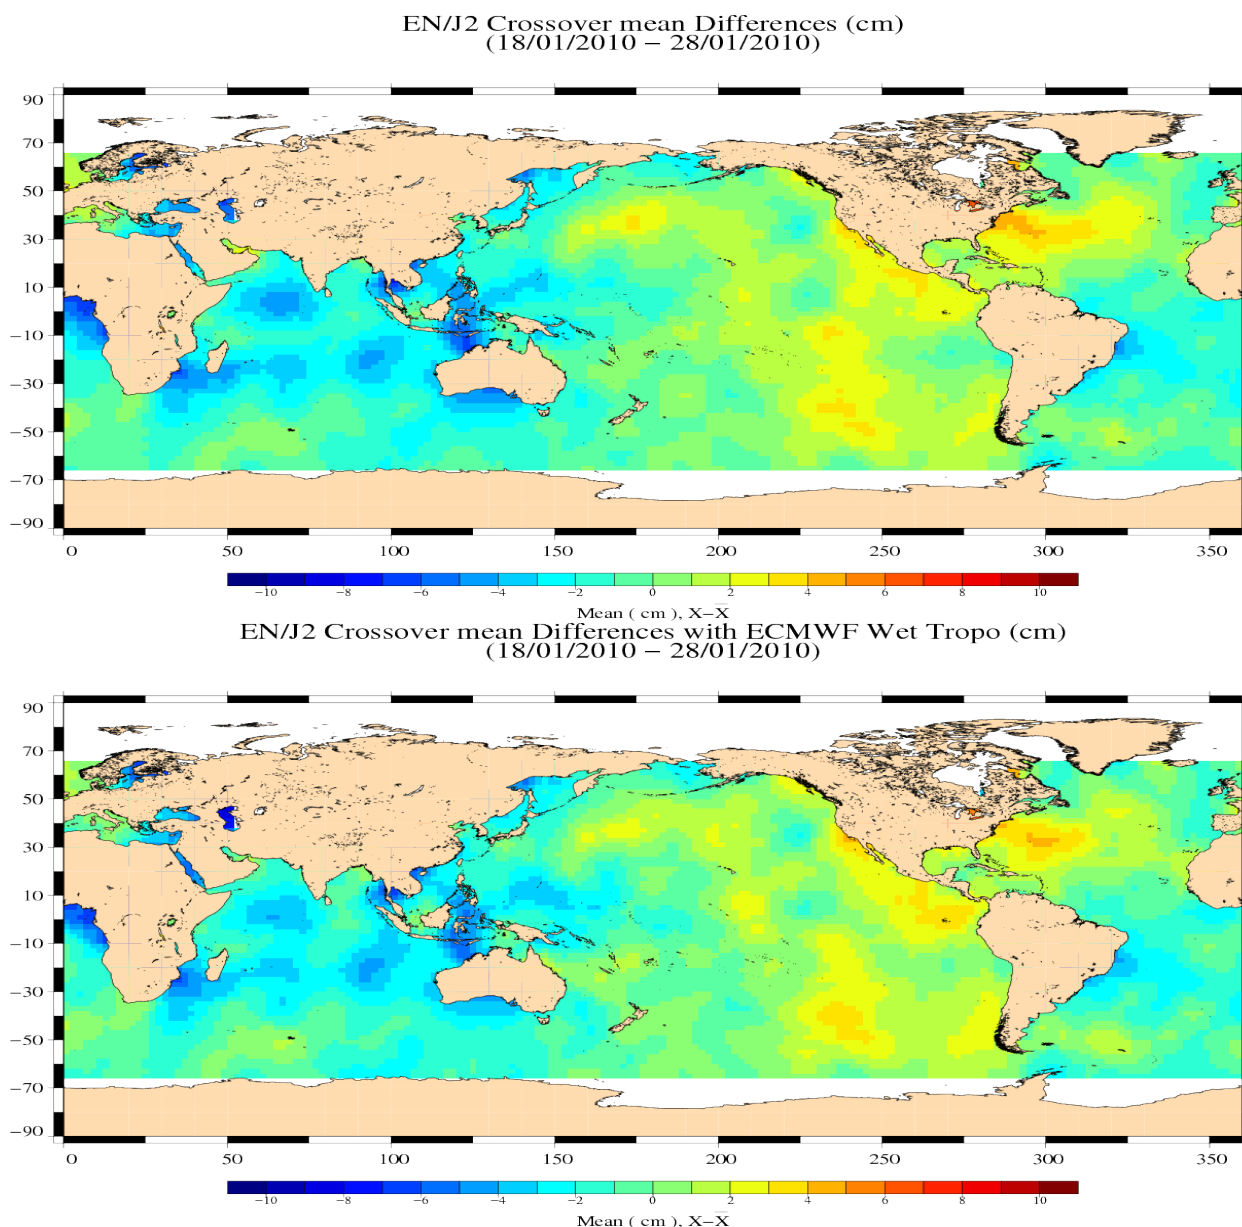 EN/J2 Crossover mean Differences (cm)
(18/01/2010 − 28/01/2010)
90
70
50
30
10
−10
−30
−50
−70
−90
0 50 100 150 200 250 300 350
−10 −8 −6 −4 −2 0 2 4 6 8 10
Mean ( cm ), X−X̅
EN/J2 Crossover mean Differences with ECMWF Wet Tropo (cm)
(18/01/2010 − 28/01/2010)
90
70
50
30
10
−10
−30
−50
−70
−90
0 50 100 150 200 250 300 350
−10 −8 −6 −4 −2 0 2 4 6 8 10
Mean ( cm ), X−X̅